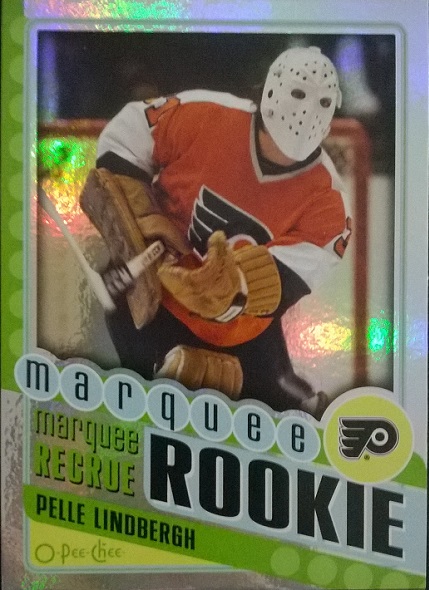 marquee
marquee
RECRUE
ROOKIE
PELLE LINDBERGH
O-Pee-Chee